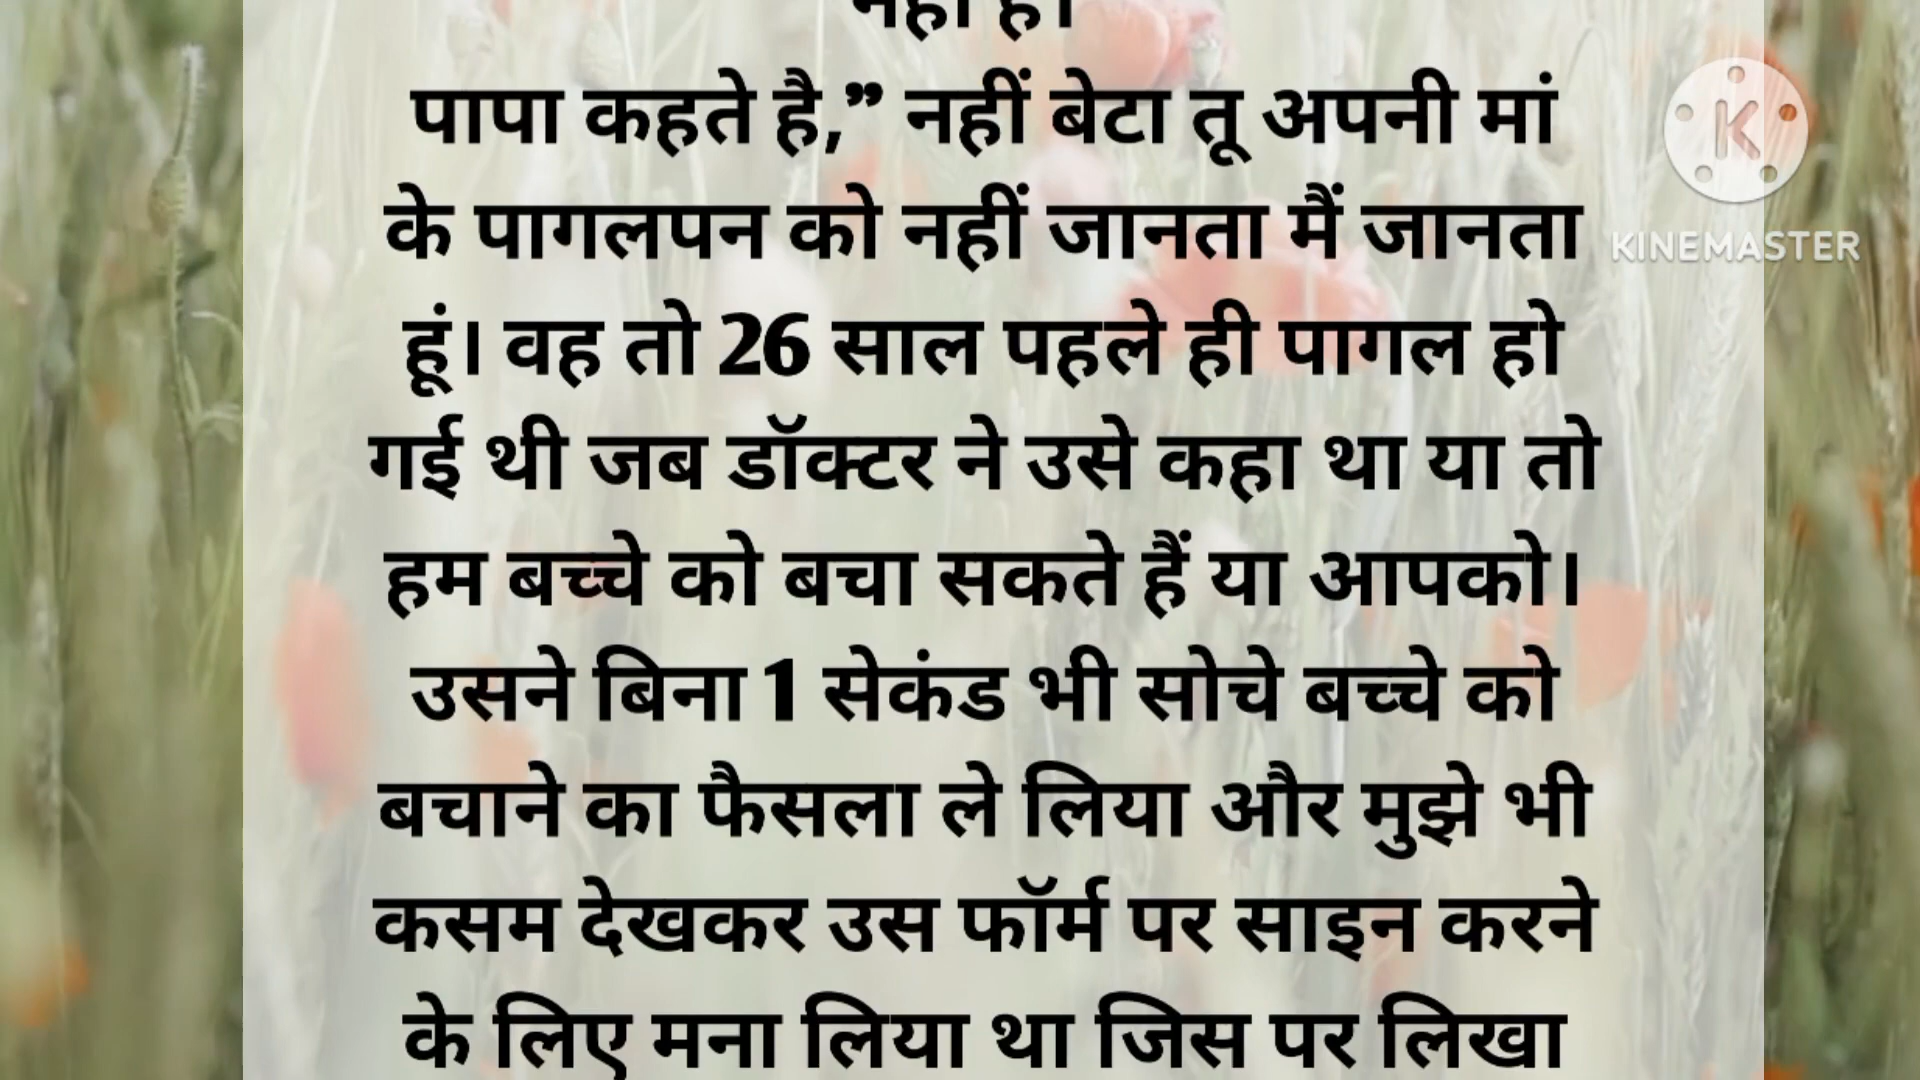 नहीं है।
पापा कहते है,” नहीं बेटा तू अपनी मां
के पागलपन को नहीं जानता मैं जानता
हूं। वह तो 26 साल पहले ही पागल हो
गई थी जब डॉक्टर ने उसे कहा था या तो
हम बच्चे को बचा सकते हैं या आपको।
उसने बिना 1 सेकंड भी सोचे बच्चे को
बचाने का फैसला ले लिया और मुझे भी
कसम देखकर उस फॉर्म पर साइन करने
के लिए मना लिया था जिस पर लिखा
K
KINEMASTER